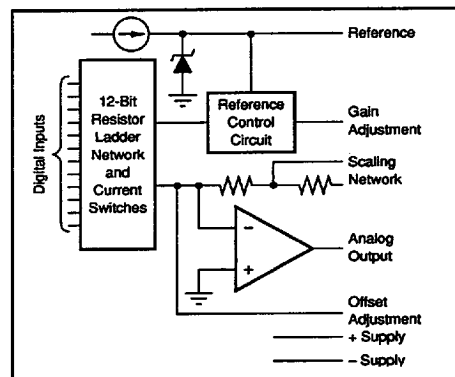 Reference
12-Bit
Resistor
Ladder
Network
and
Current
Switches
Digital Inputs
Reference
Control
Circuit
Gain
Adjustment
Scaling
Network
−
+
Analog
Output
Offset
Adjustment
+ Supply
− Supply